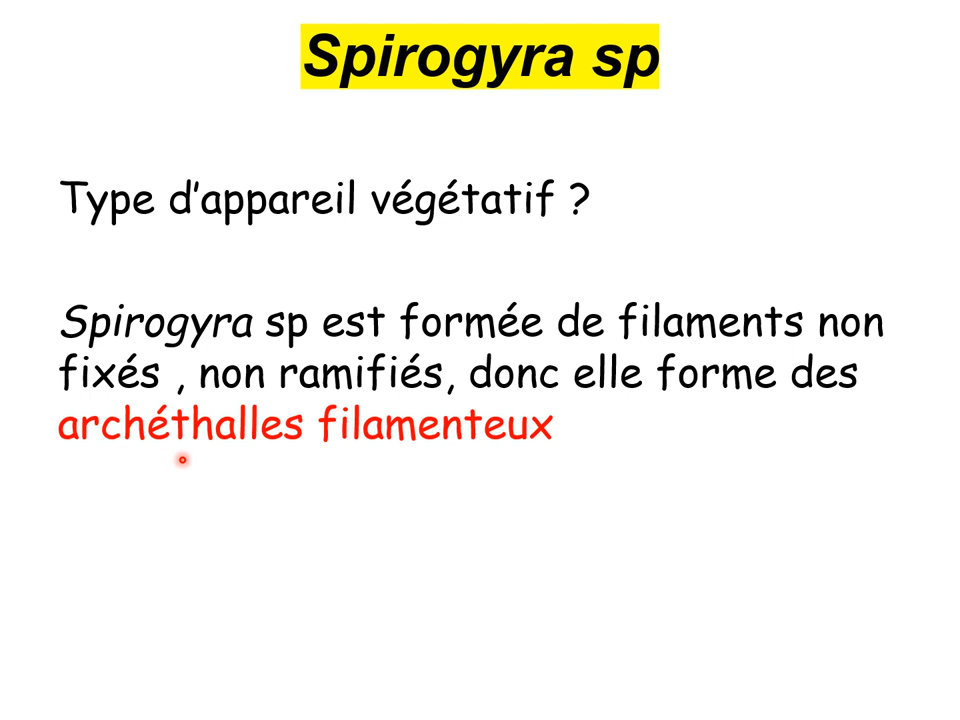 Spirogyra sp
Type d’appareil végétatif ?
Spirogyra sp est formée de filaments non
fixés , non ramifiés, donc elle forme des
archéthalles filamenteux